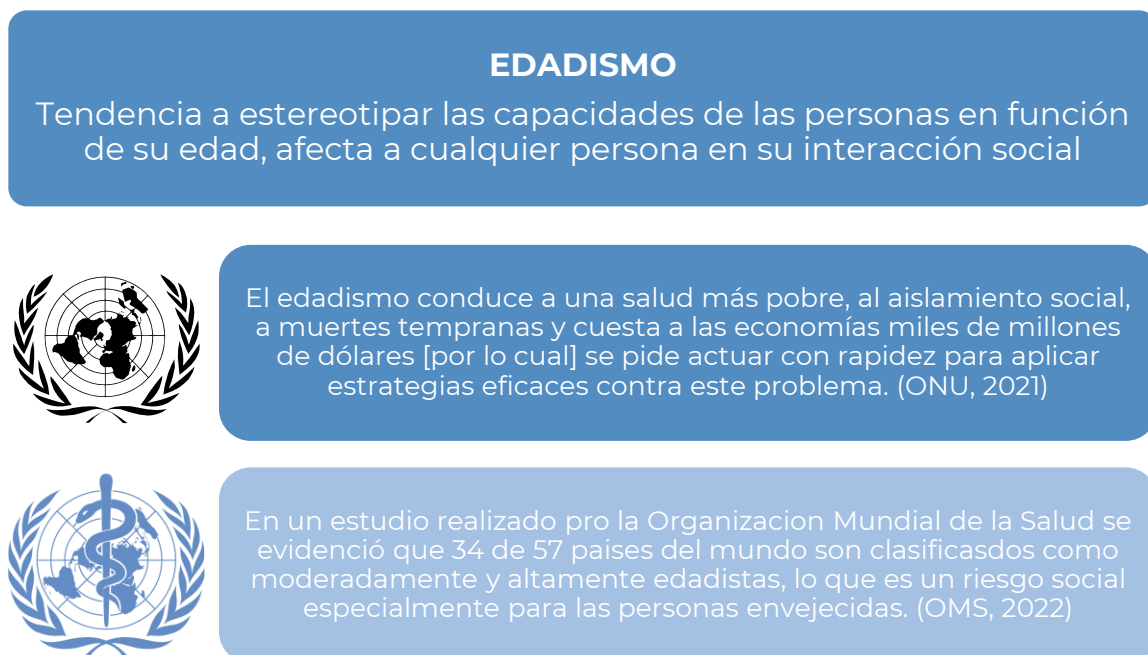 EDADISMO
Tendencia a estereotipar las capacidades de las personas en función
de su edad, afecta a cualquier persona en su interacción social
El edadismo conduce a una salud más pobre, al aislamiento social,
a muertes tempranas y cuesta a las economías miles de millones
de dólares [por lo cual] se pide actuar con rapidez para aplicar
estrategias eficaces contra este problema. (ONU, 2021)
En un estudio realizado pro la Organizacion Mundial de la Salud se
evidenció que 34 de 57 paises del mundo son clasificasdos como
moderadamente y altamente edadistas, lo que es un riesgo social
especialmente para las personas envejecidas. (OMS, 2022)